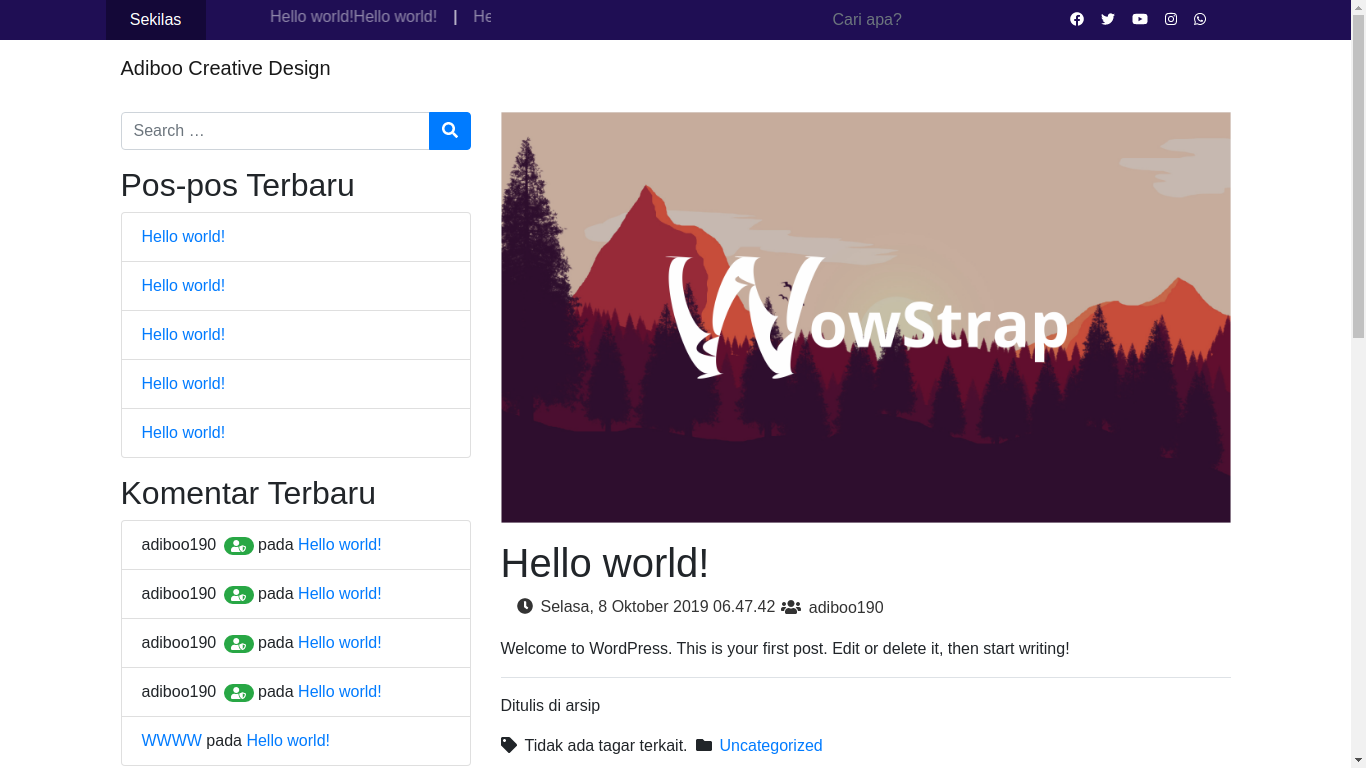 Sekilas
Hello world!Hello world! | He
Cari apa?
Adiboo Creative Design
Search …
Pos-pos Terbaru
Hello world!
Hello world!
Hello world!
Hello world!
Hello world!
Komentar Terbaru
adiboo190 pada Hello world!
adiboo190 pada Hello world!
adiboo190 pada Hello world!
adiboo190 pada Hello world!
WWWW pada Hello world!
WowStrap
Hello world!
Selasa, 8 Oktober 2019 06.47.42 adiboo190
Welcome to WordPress. This is your first post. Edit or delete it, then start writing!
Ditulis di arsip
Tidak ada tagar terkait. Uncategorized